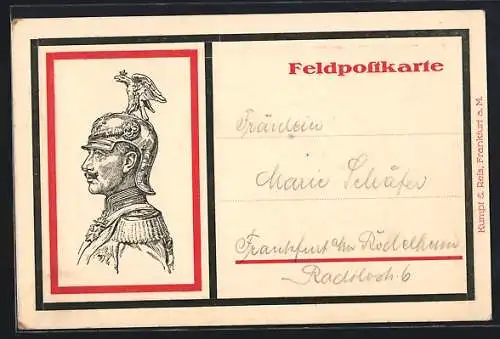 Feldpostkarte
Fräulein
Marie Schäfer
Frankfurt a/m Rödelheim
Radilostr. 6
Kumpf & Reis, Frankfurt a. M.